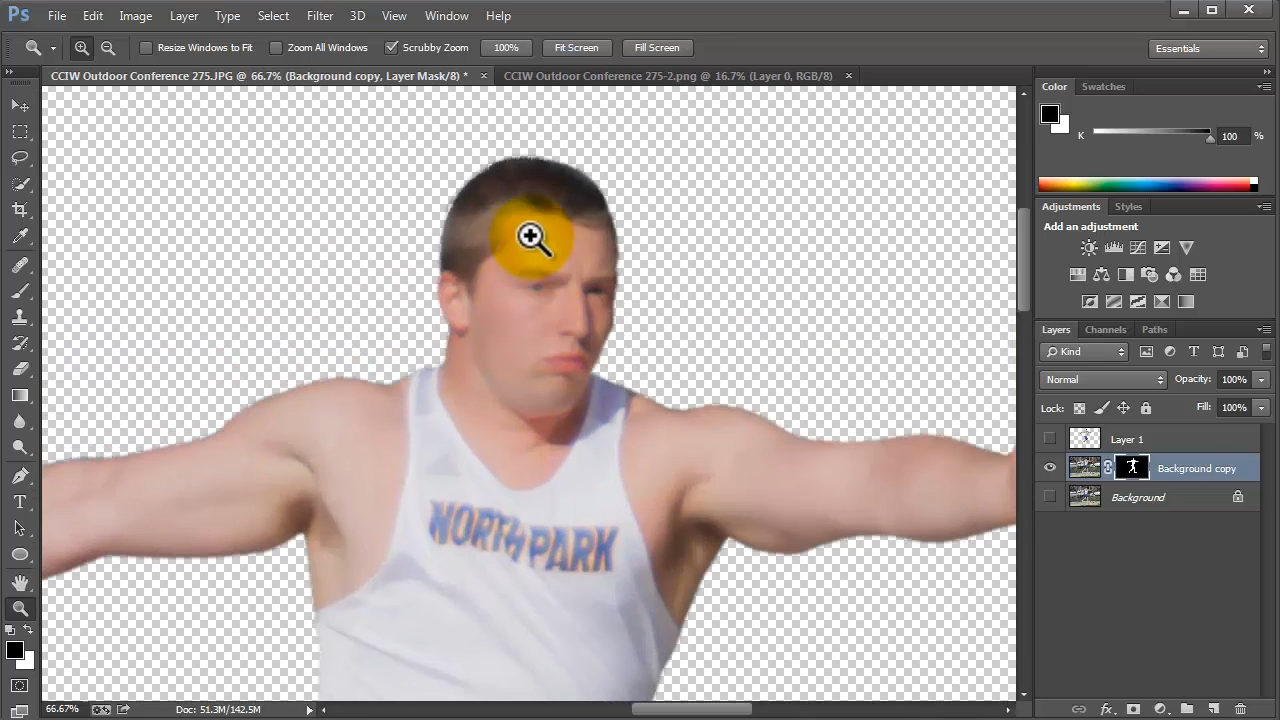 Ps File Edit Image Layer Type Select Filter 3D View Window Help
Resize Windows to Fit Zoom All Windows Scrubby Zoom 100% Fit Screen Fill Screen Essentials
CCIW Outdoor Conference 275.JPG @ 66.7% (Background copy, Layer Mask/8) * × CCIW Outdoor Conference 275-2.png @ 16.7% (Layer 0, RGB/8) ×
Color Swatches
K 100 %
Adjustments Styles
Add an adjustment
Layers Channels Paths
Kind
Normal Opacity: 100%
Lock: Fill: 100%
Layer 1
Background copy
Background
NORTH PARK
T
66.67% Doc: 51.3M/142.5M
fx